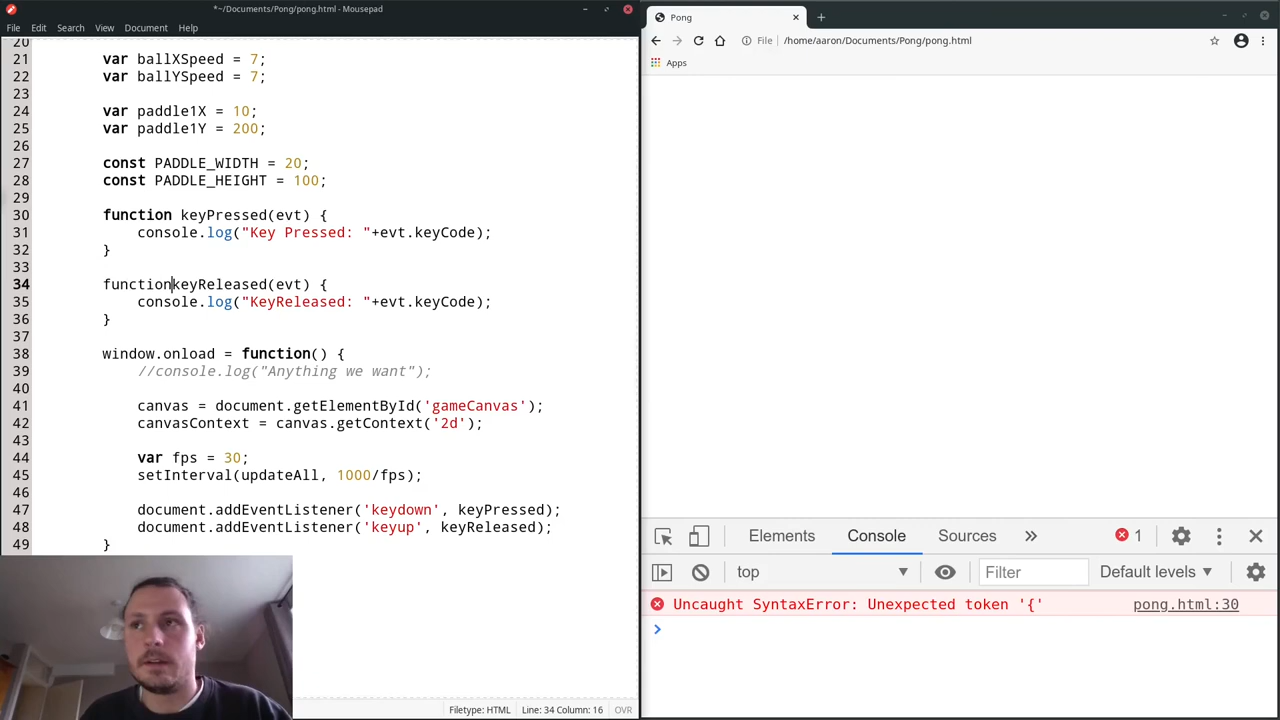 *~/Documents/Pong/pong.html - Mousepad
File Edit Search View Document
20
21 var ballXSpeed = 7;
22 var ballYSpeed = 7;
23
24 var paddle1X = 10;
25 var paddle1Y = 200;
26
27 const PADDLE_WIDTH = 20;
28 const PADDLE_HEIGHT = 100;
29
30 function keyPressed(evt) {
31 console.log("Key Pressed: "+evt.keyCode);
32 }
33
34 functionkeyReleased(evt) {
35 console.log("KeyReleased: "+evt.keyCode);
36 }
37
38 window.onload = function() {
39 //console.log("Anything we want");
40
41 canvas = document.getElementById('gameCanvas');
42 canvasContext = canvas.getContext('2d');
43
44 var fps = 30;
45 setInterval(updateAll, 1000/fps);
46
47 document.addEventListener('keydown', keyPressed);
48 document.addEventListener('keyup', keyReleased);
49 }
Filetype: HTML Line: 34 Column: 16 OVR
Pong
File /home/aaron/Documents/Pong/pong.html
Apps
Elements Console Sources 1
top Filter Default levels
Uncaught SyntaxError: Unexpected token '{' pong.html:30